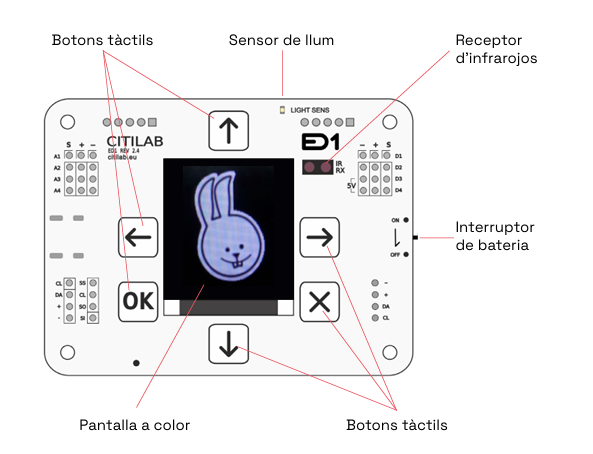 Botons tàctils
Sensor de llum
Receptor
d'infrarojos
LIGHT SENS
CITILAB
ED1 REV 2.4
citilab.eu
ED1
IR
RX
S + –
A1
A2
A3
A4
– + S
D1
D2
D3
D4
5V
ON
OFF
Interruptor
de bateria
OK
CL SS
DA CL
+ SO
- SI
–
+
DA
CL
Pantalla a color
Botons tàctils